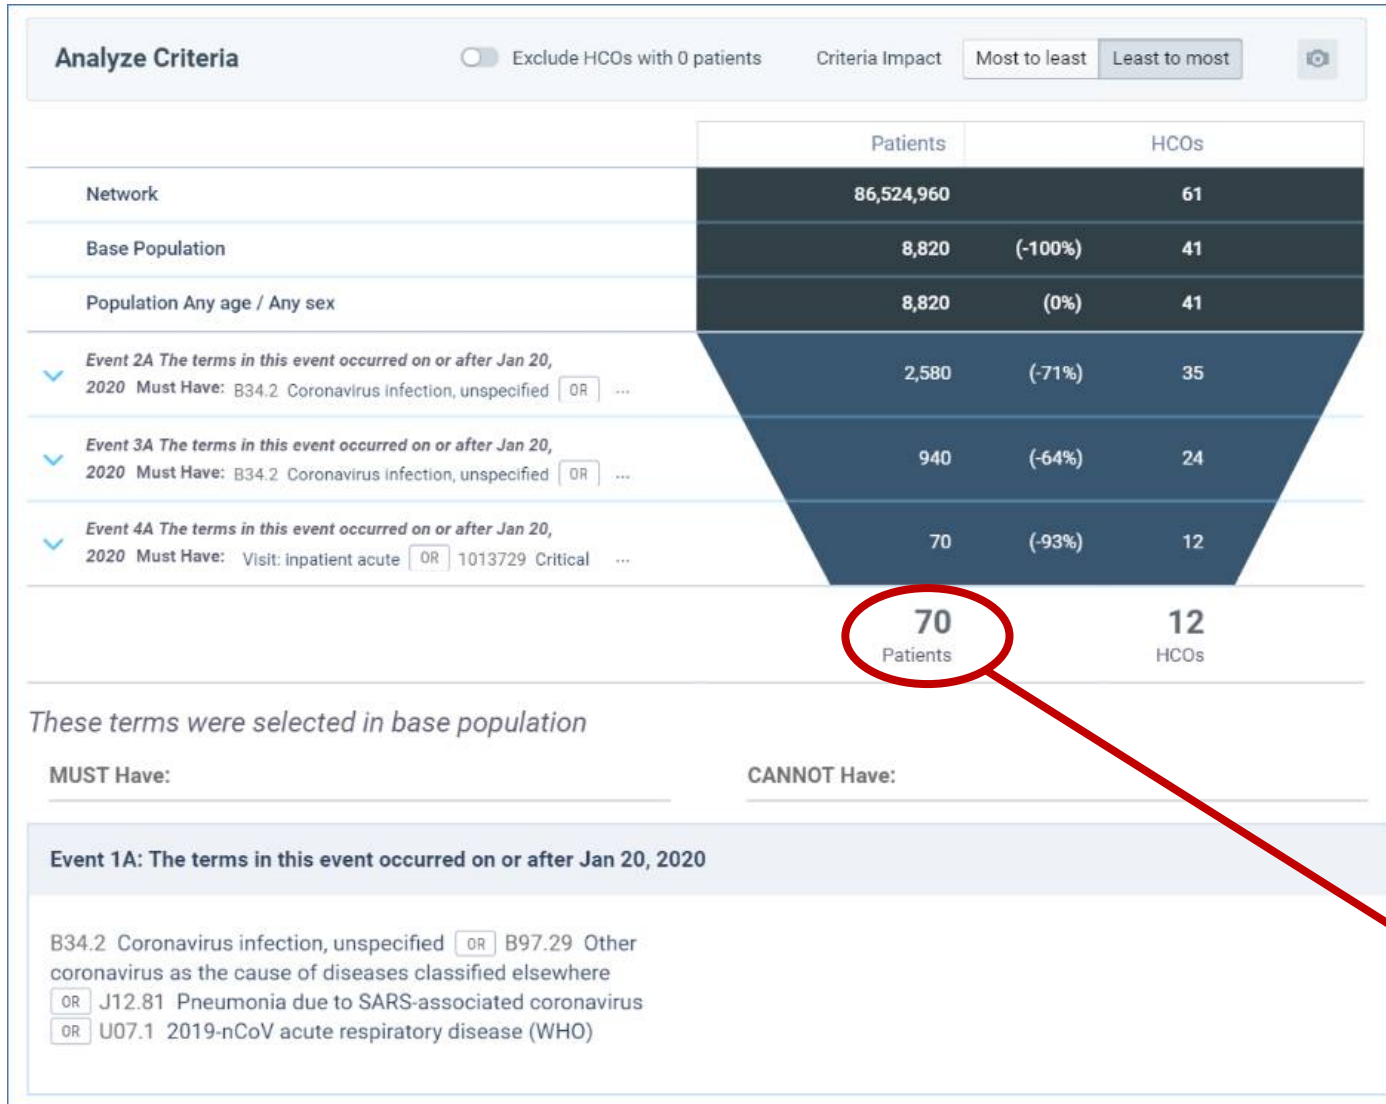 Analyze Criteria Exclude HCOs with 0 patients Criteria Impact Most to least Least to most
Patients HCOs
Network 86,524,960 61
Base Population 8,820 (-100%) 41
Population Any age / Any sex 8,820 (0%) 41
Event 2A The terms in this event occurred on or after Jan 20,
2020 Must Have: B34.2 Coronavirus infection, unspecified OR ...
2,580 (-71%) 35
Event 3A The terms in this event occurred on or after Jan 20,
2020 Must Have: B34.2 Coronavirus infection, unspecified OR ...
940 (-64%) 24
Event 4A The terms in this event occurred on or after Jan 20,
2020 Must Have: Visit: inpatient acute OR 1013729 Critical ...
70 (-93%) 12
70 12
Patients HCOs
These terms were selected in base population
MUST Have: CANNOT Have:
Event 1A: The terms in this event occurred on or after Jan 20, 2020
B34.2 Coronavirus infection, unspecified OR B97.29 Other
coronavirus as the cause of diseases classified elsewhere
OR J12.81 Pneumonia due to SARS-associated coronavirus
OR U07.1 2019-nCoV acute respiratory disease (WHO)